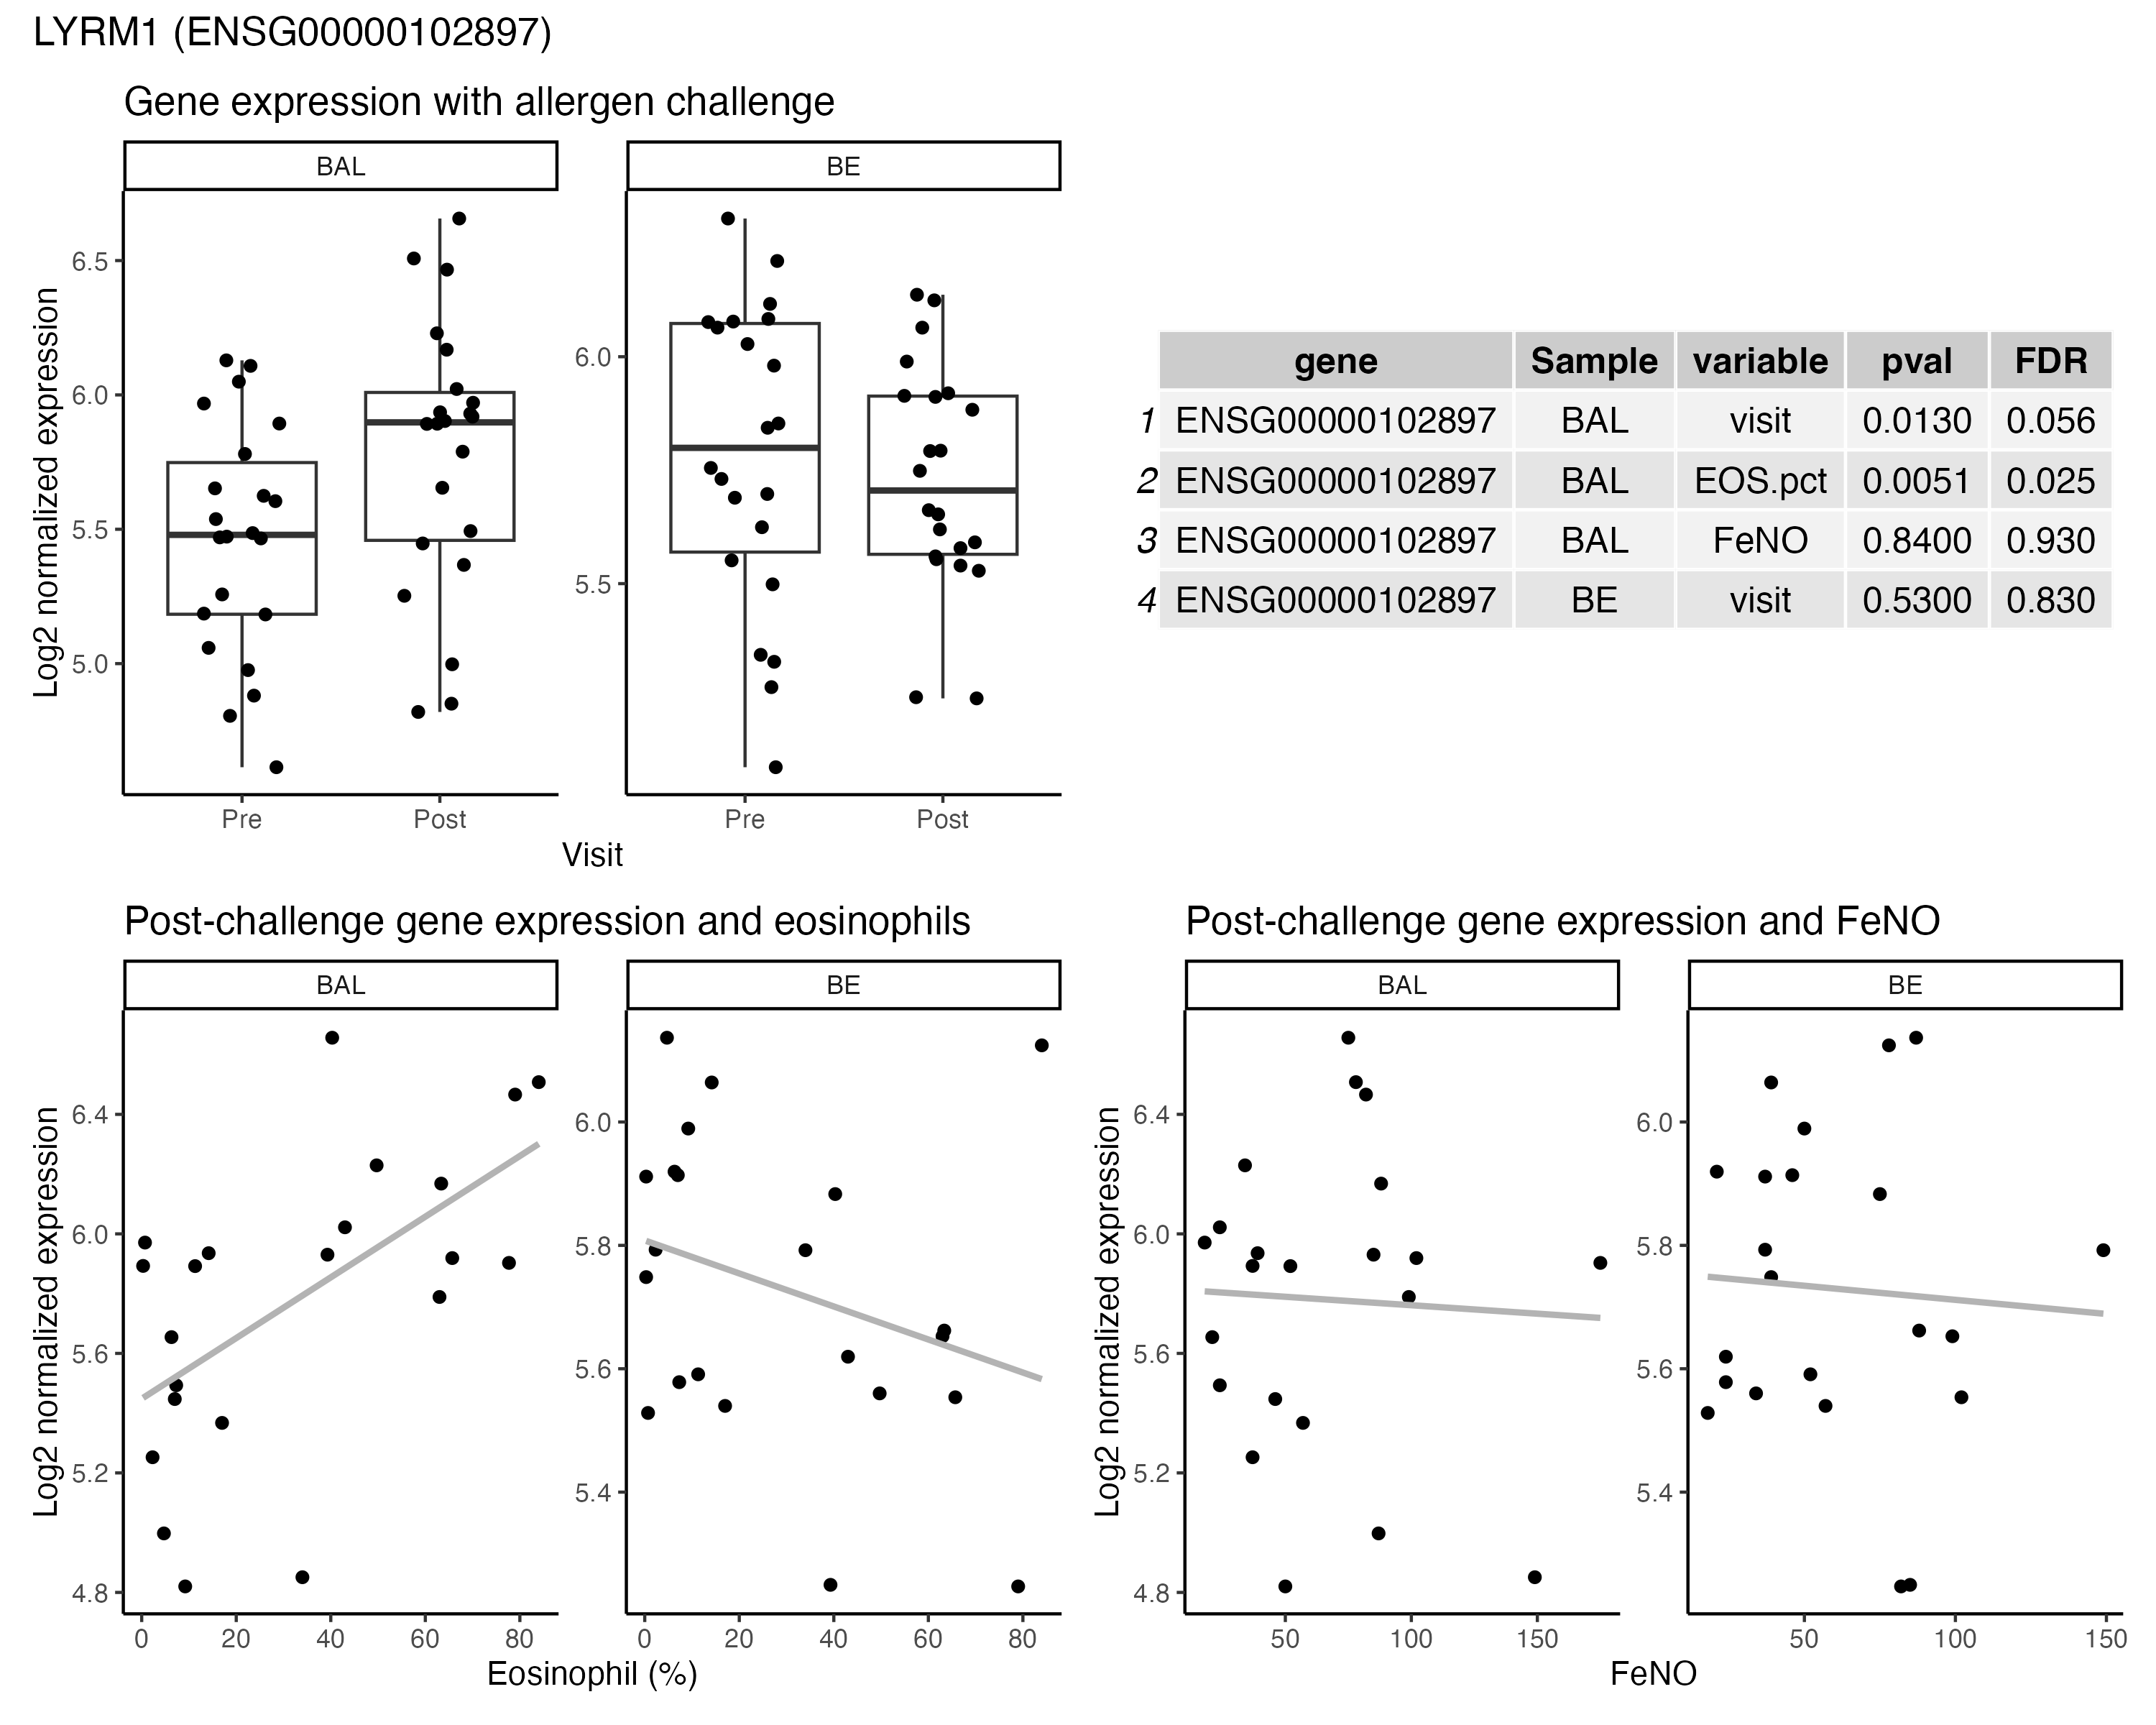 LYRM1 (ENSG00000102897)
Gene expression with allergen challenge
BAL
BE
Log2 normalized expression
6.5
6.0
5.5
5.0
6.0
5.5
Pre
Post
Pre
Post
Visit
gene Sample variable pval FDR
1 ENSG00000102897 BAL visit 0.0130 0.056
2 ENSG00000102897 BAL EOS.pct 0.0051 0.025
3 ENSG00000102897 BAL FeNO 0.8400 0.930
4 ENSG00000102897 BE visit 0.5300 0.830
Post-challenge gene expression and eosinophils
BAL
BE
Log2 normalized expression
6.4
6.0
5.6
5.2
4.8
6.0
5.8
5.6
5.4
0 20 40 60 80
0 20 40 60 80
Eosinophil (%)
Post-challenge gene expression and FeNO
BAL
BE
Log2 normalized expression
6.4
6.0
5.6
5.2
4.8
6.0
5.8
5.6
5.4
50 100 150
50 100 150
FeNO